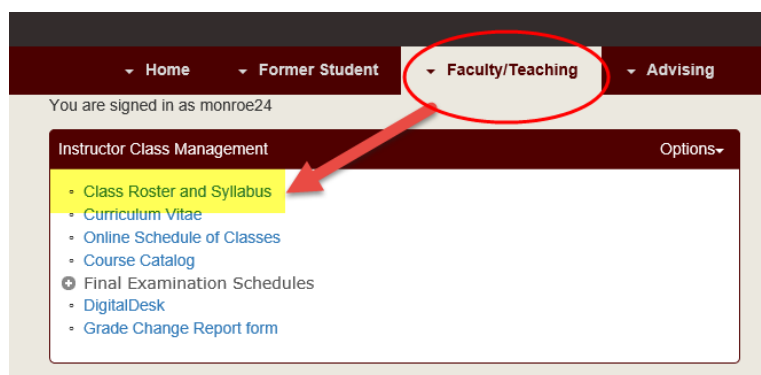 Home Former Student Faculty/Teaching Advising
You are signed in as monroe24
Instructor Class Management Options
Class Roster and Syllabus
Curriculum Vitae
Online Schedule of Classes
Course Catalog
Final Examination Schedules
DigitalDesk
Grade Change Report form